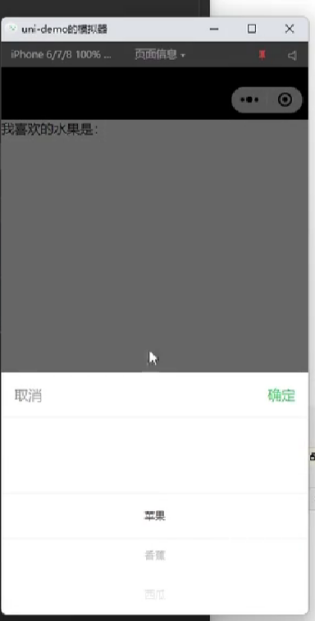 uni-demo的模拟器
iPhone 6/7/8 100% ... 页面信息
我喜欢的水果是：
取消 确定
苹果
香蕉
西瓜